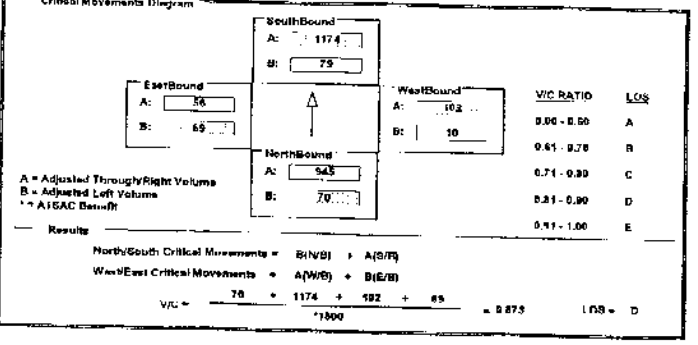 Critical Movements Diagram
SouthBound
A: 1174
B: 79
EastBound
A: 56
B: 69
WestBound
A: 102
B: 10
NorthBound
A: 945
B: 70
V/C RATIO LOS
0.00 - 0.60 A
0.61 - 0.70 B
0.71 - 0.80 C
0.81 - 0.90 D
0.91 - 1.00 E
A = Adjusted Through/Right Volume
B = Adjusted Left Volume
* = ATSAC Benefit
Results
North/South Critical Movements = B(N/B) + A(S/B)
West/East Critical Movements = A(W/B) + B(E/B)
V/C = 70 + 1174 + 102 + 69
*1500
= 0.873 LOS = D